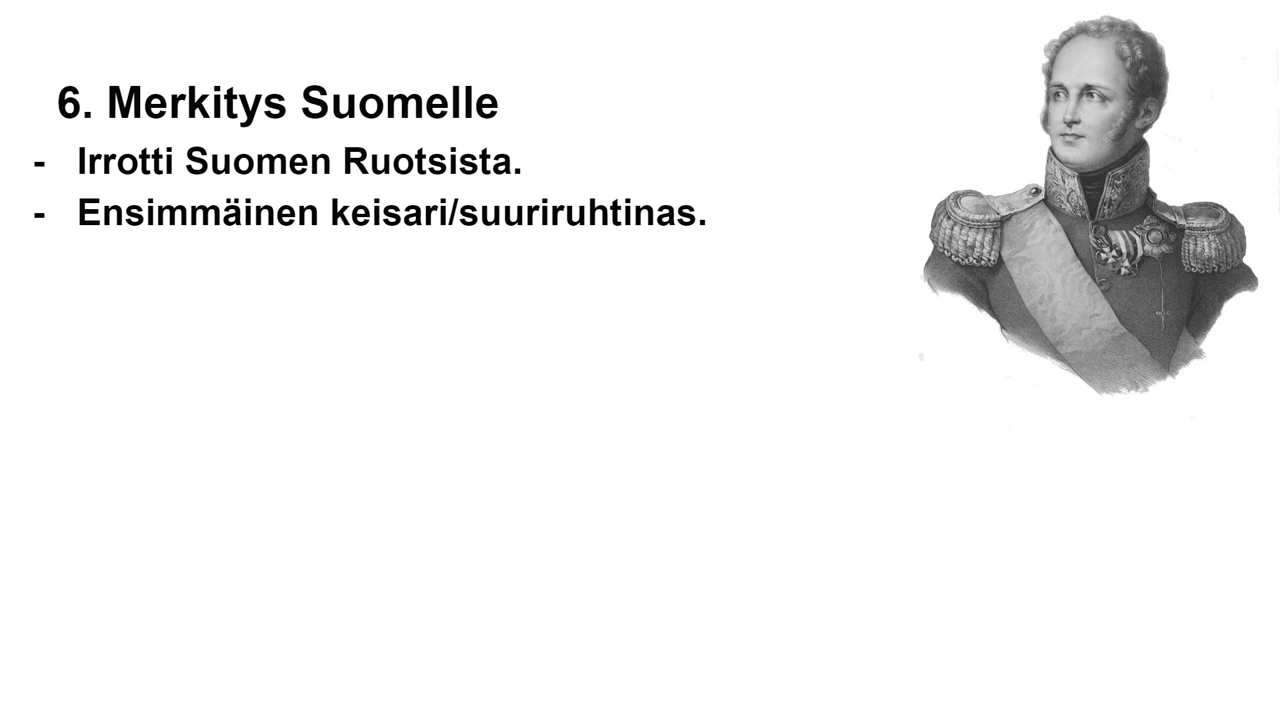 6. Merkitys Suomelle
- Irrotti Suomen Ruotsista.
- Ensimmäinen keisari/suuriruhtinas.